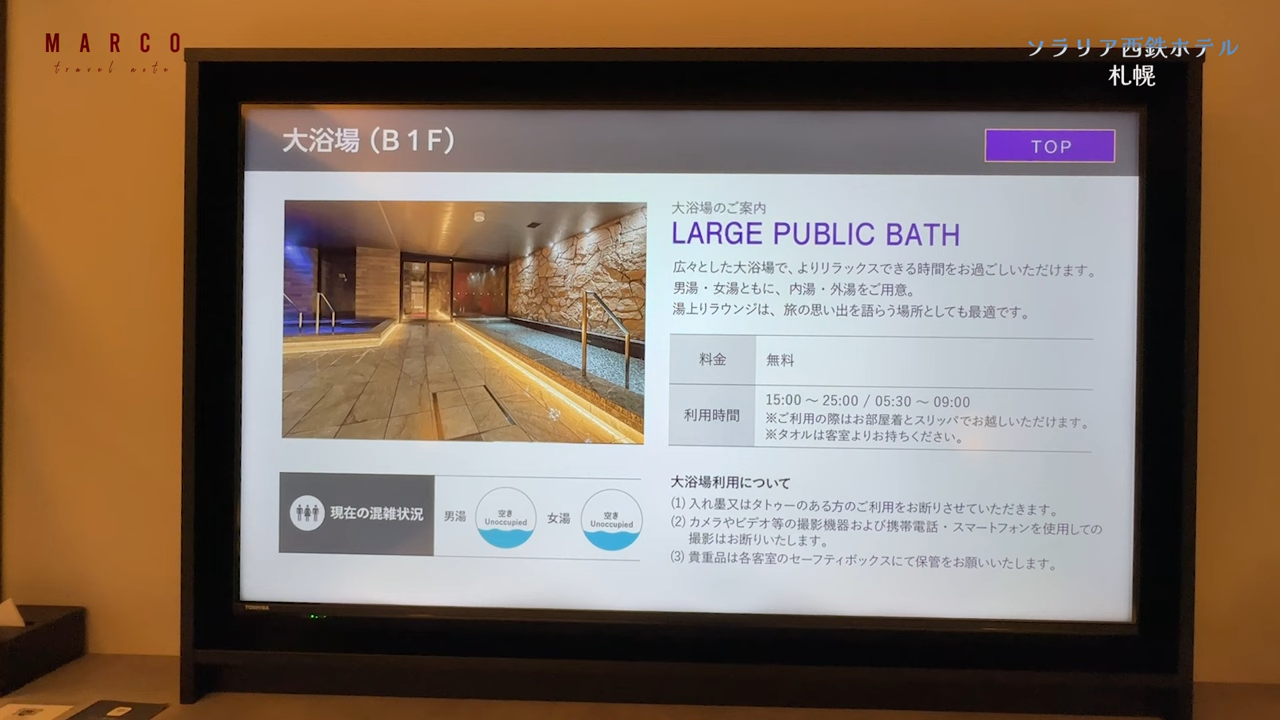 MARCO
travel note
ソラリア西鉄ホテル
札幌
大浴場（B1F）
TOP
大浴場のご案内
LARGE PUBLIC BATH
広々とした大浴場で、よりリラックスできる時間をお過ごしいただけます。
男湯・女湯ともに、内湯・外湯をご用意。
湯上りラウンジは、旅の思い出を語らう場所としても最適です。
料金 無料
利用時間 15:00 ～ 25:00 / 05:30 ～ 09:00
※ご利用の際はお部屋着とスリッパでお越しいただけます。
※タオルは客室よりお持ちください。
現在の混雑状況 男湯 空き Unoccupied 女湯 空き Unoccupied
大浴場利用について
(1) 入れ墨又はタトゥーのある方のご利用をお断りさせていただきます。
(2) カメラやビデオ等の撮影機器および携帯電話・スマートフォンを使用しての
撮影はお断りいたします。
(3) 貴重品は各客室のセーフティボックスにて保管をお願いいたします。
TOSHIBA